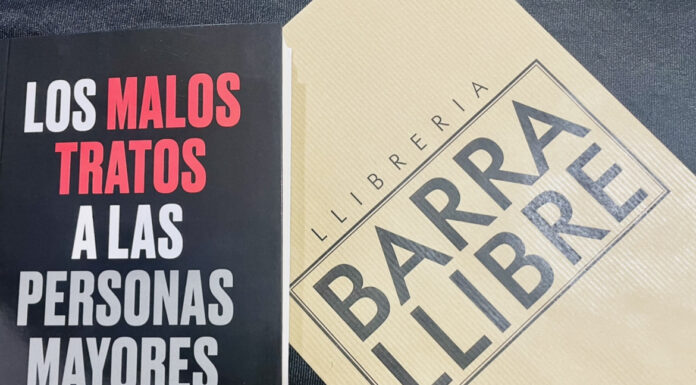 LOS MALOS
TRATOS
A LAS
PERSONAS
MAYORES
LLIBRERIA
BARRA
LLIBRE